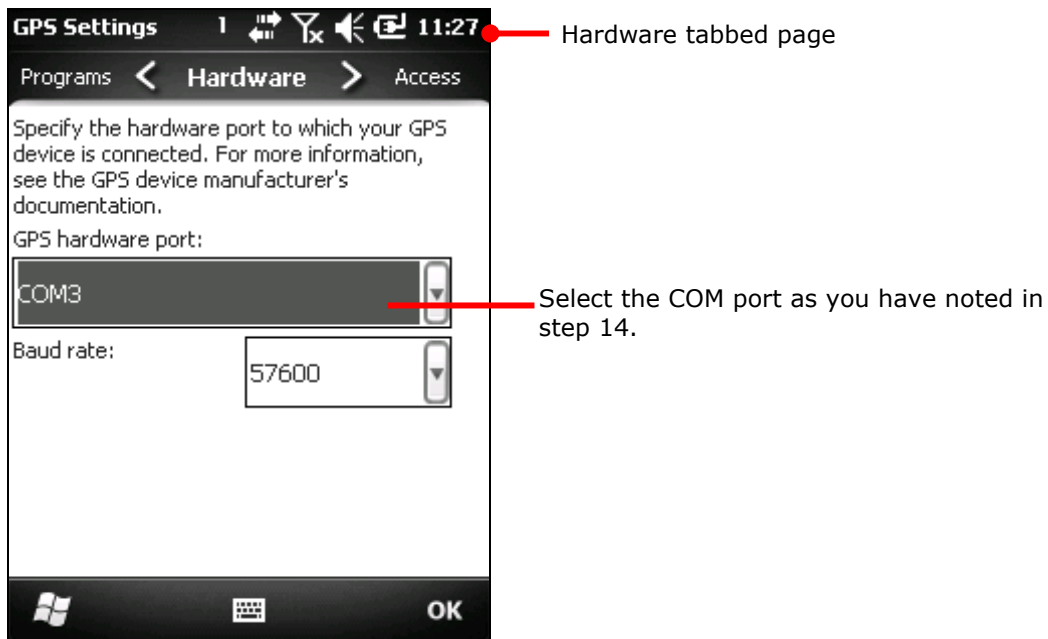 GPS Settings 1 11:27
Hardware tabbed page
Programs < Hardware > Access
Specify the hardware port to which your GPS
device is connected. For more information,
see the GPS device manufacturer's
documentation.
GPS hardware port:
COM3
Select the COM port as you have noted in
step 14.
Baud rate:
57600
OK